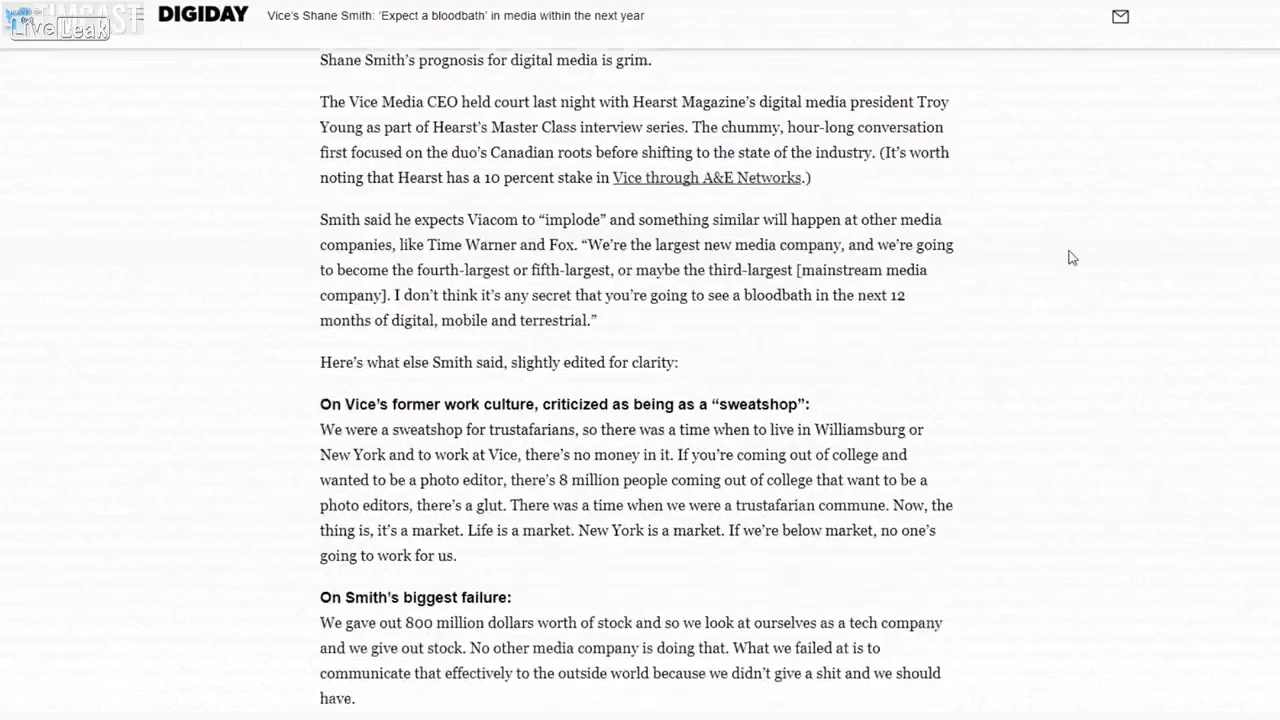 LiveLeak
DIGIDAY
Vice's Shane Smith: ‘Expect a bloodbath’ in media within the next year
Shane Smith’s prognosis for digital media is grim.
The Vice Media CEO held court last night with Hearst Magazine’s digital media president Troy
Young as part of Hearst’s Master Class interview series. The chummy, hour-long conversation
first focused on the duo’s Canadian roots before shifting to the state of the industry. (It’s worth
noting that Hearst has a 10 percent stake in Vice through A&E Networks.)
Smith said he expects Viacom to “implode” and something similar will happen at other media
companies, like Time Warner and Fox. “We’re the largest new media company, and we’re going
to become the fourth-largest or fifth-largest, or maybe the third-largest [mainstream media
company]. I don’t think it’s any secret that you’re going to see a bloodbath in the next 12
months of digital, mobile and terrestrial.”
Here’s what else Smith said, slightly edited for clarity:
On Vice’s former work culture, criticized as being as a “sweatshop”:
We were a sweatshop for trustafarians, so there was a time when to live in Williamsburg or
New York and to work at Vice, there’s no money in it. If you’re coming out of college and
wanted to be a photo editor, there’s 8 million people coming out of college that want to be a
photo editors, there’s a glut. There was a time when we were a trustafarian commune. Now, the
thing is, it’s a market. Life is a market. New York is a market. If we’re below market, no one’s
going to work for us.
On Smith’s biggest failure:
We gave out 800 million dollars worth of stock and so we look at ourselves as a tech company
and we give out stock. No other media company is doing that. What we failed at is to
communicate that effectively to the outside world because we didn’t give a shit and we should
have.